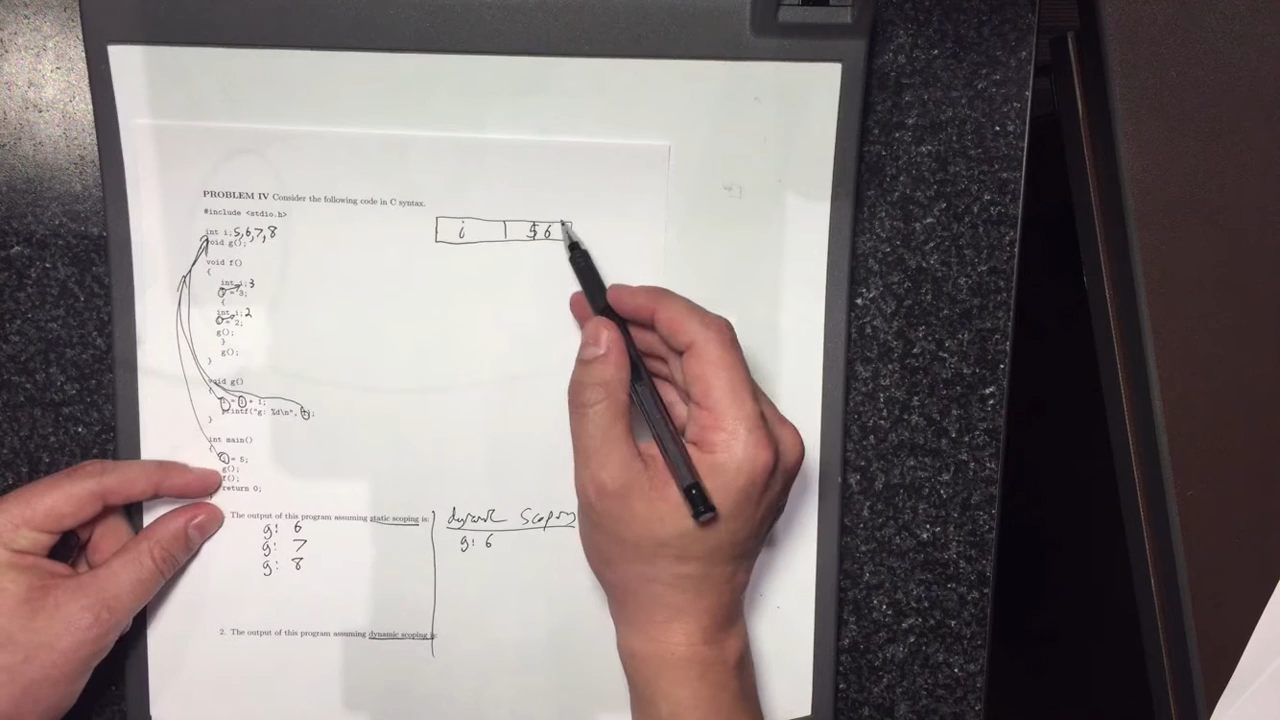 PROBLEM IV Consider the following code in C syntax.
#include <stdio.h>
int i; 5, 6, 7, 8
void g();
void f()
{
int i; 3
i = 3;
{
int i; 2
i = 2;
g();
}
g();
}
void g()
{
i = i + 1;
printf("g: %d\n", i);
}
int main()
{
i = 5;
g();
f();
return 0;
The output of this program assuming static scoping is:
g: 6
g: 7
g: 8
2. The output of this program assuming dynamic scoping is:
i 5 6
dynamic scoping
g: 6